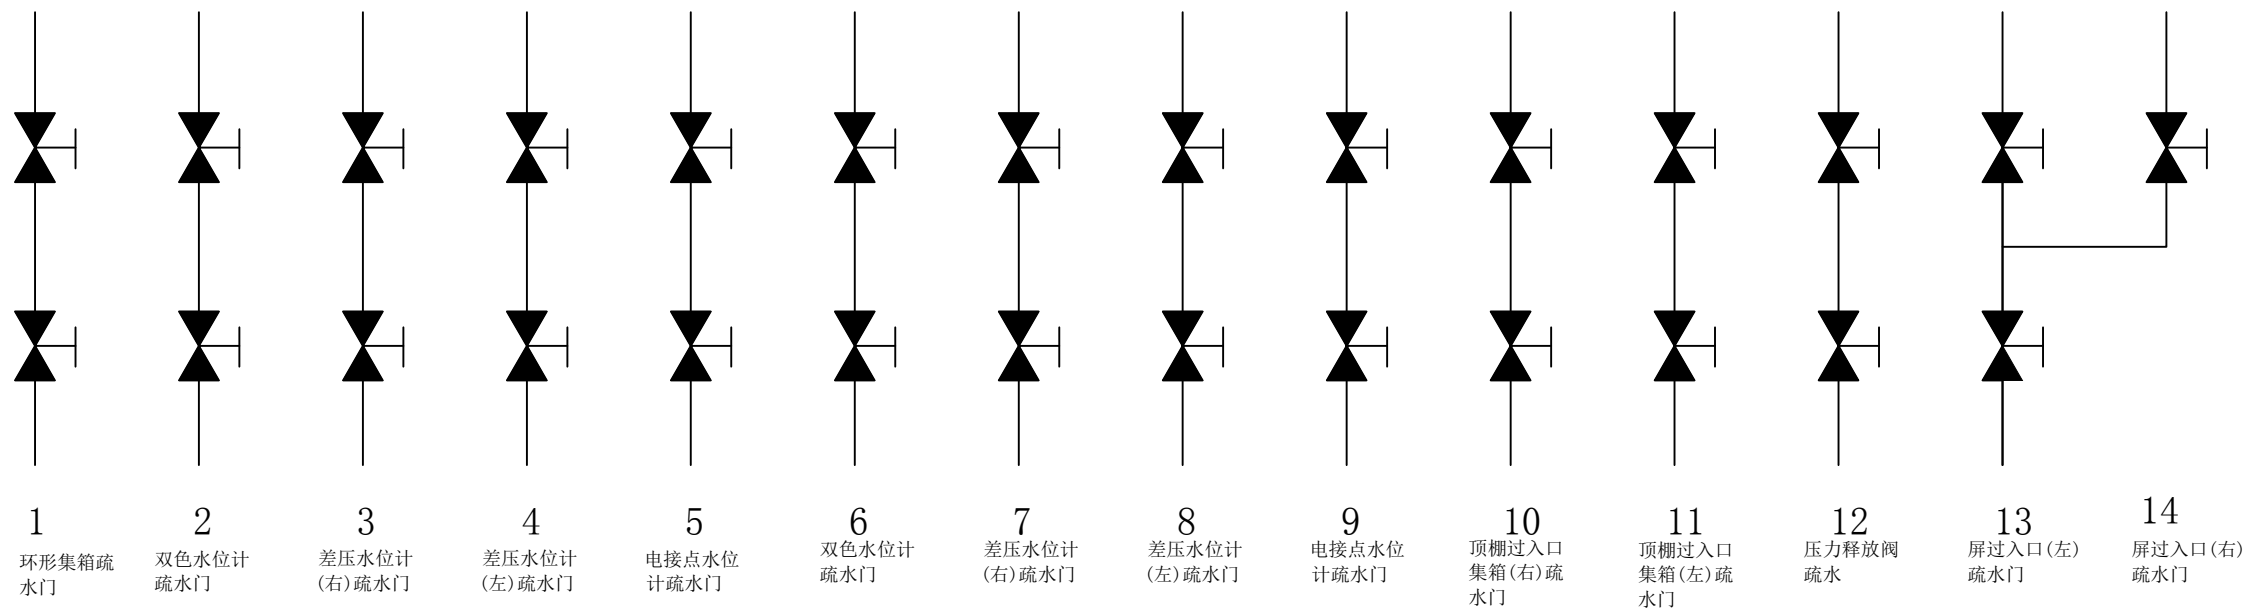 1
环形集箱疏
水门
2
双色水位计
疏水门
3
差压水位计
(右)疏水门
4
差压水位计
(左)疏水门
5
电接点水位
计疏水门
6
双色水位计
疏水门
7
差压水位计
(右)疏水门
8
差压水位计
(左)疏水门
9
电接点水位
计疏水门
10
顶棚过入口
集箱(右)疏
水门
11
顶棚过入口
集箱(左)疏
水门
12
压力释放阀
疏水
13
屏过入口(左)
疏水门
14
屏过入口(右)
疏水门